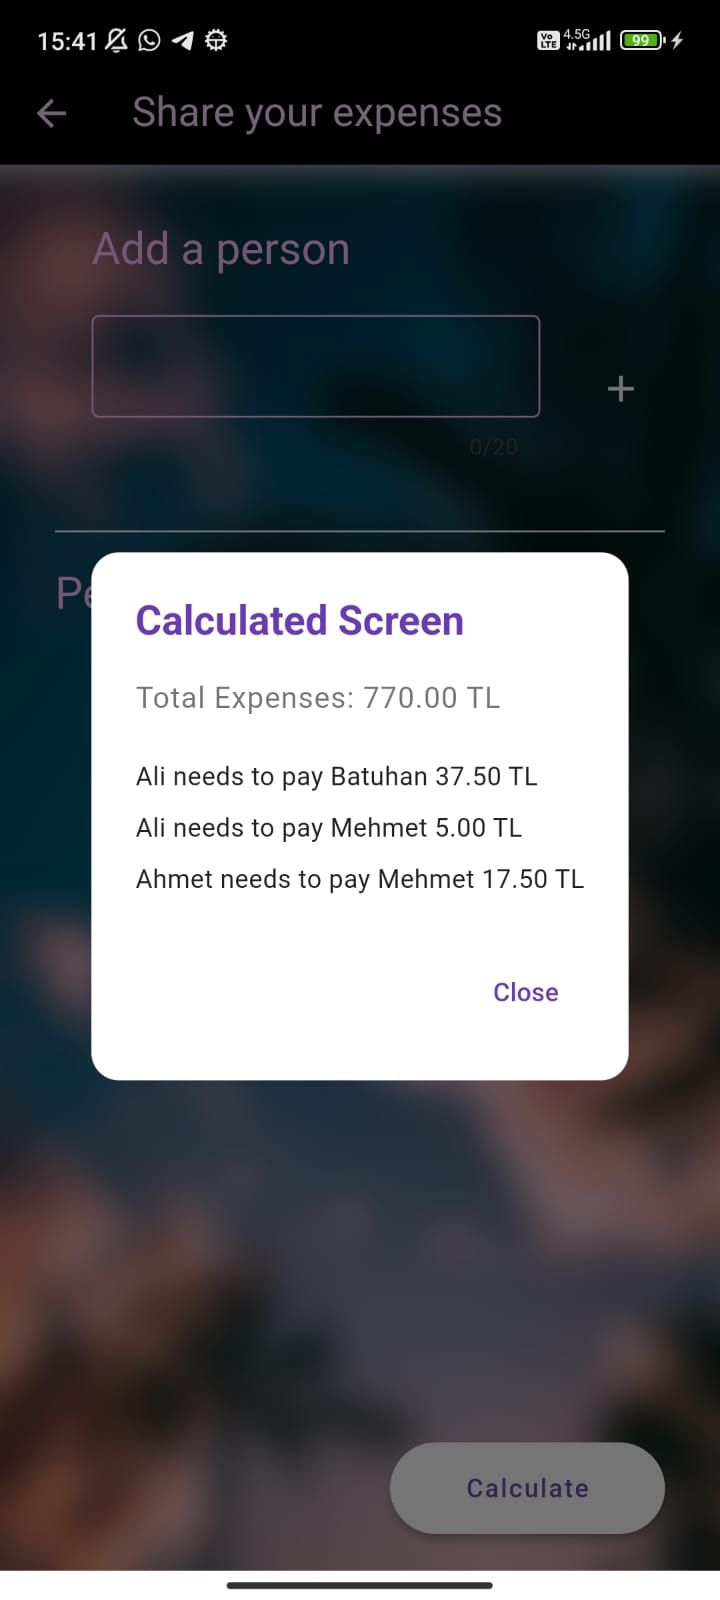 15:41
Vo LTE 4.5G 99
Share your expenses
Add a person
0/20
Calculated Screen
Total Expenses: 770.00 TL
Ali needs to pay Batuhan 37.50 TL
Ali needs to pay Mehmet 5.00 TL
Ahmet needs to pay Mehmet 17.50 TL
Close
Calculate